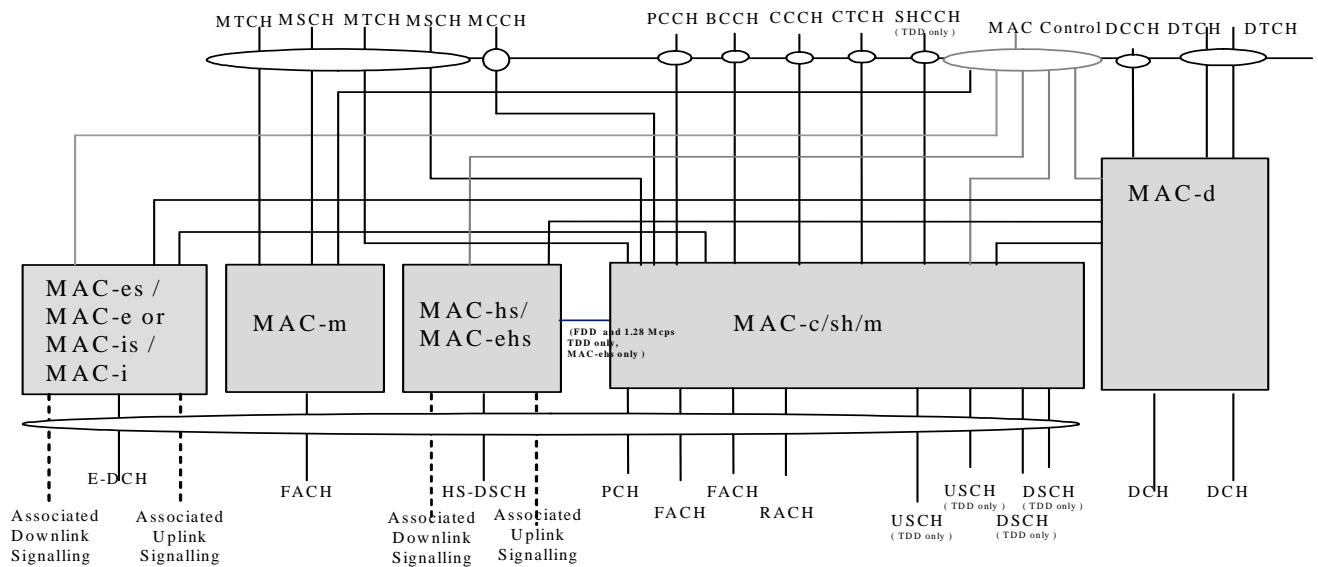 MTCH MSCH MTCH MSCH MCCH PCCH BCCH CCCH CTCH SHCCH MAC Control DCCH DTCH DTCH
( TDD only )
MAC-d
MAC-es /
MAC-e or
MAC-is /
MAC-i
MAC-m
MAC-hs/
MAC-ehs
(FDD and 1.28 Mcps
TDD only,
MAC-ehs only )
MAC-c/sh/m
E-DCH
FACH
HS-DSCH
PCH
FACH
FACH
RACH
USCH
( TDD only )
USCH
( TDD only )
DSCH
( TDD only )
DSCH
( TDD only )
DCH
DCH
Associated
Downlink
Signalling
Associated
Uplink
Signalling
Associated
Downlink
Signalling
Associated
Uplink
Signalling